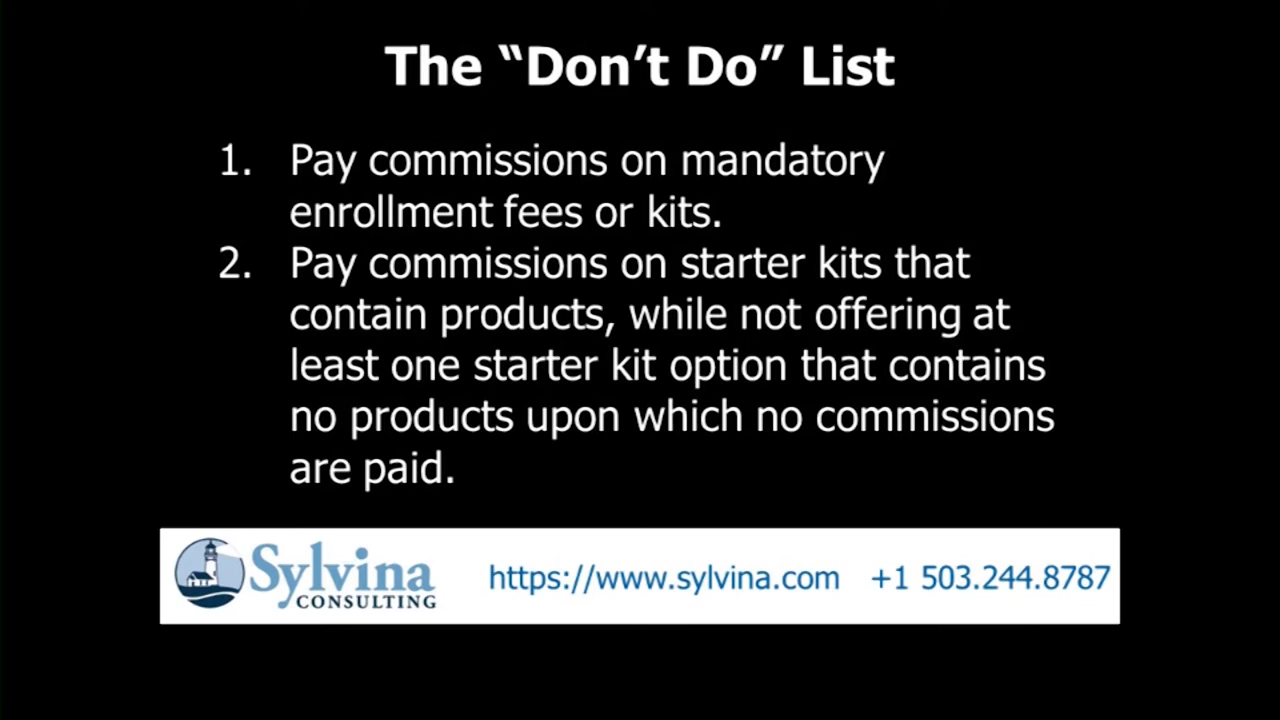 The “Don’t Do” List
1. Pay commissions on mandatory
enrollment fees or kits.
2. Pay commissions on starter kits that
contain products, while not offering at
least one starter kit option that contains
no products upon which no commissions
are paid.
Sylvina
CONSULTING
https://www.sylvina.com +1 503.244.8787